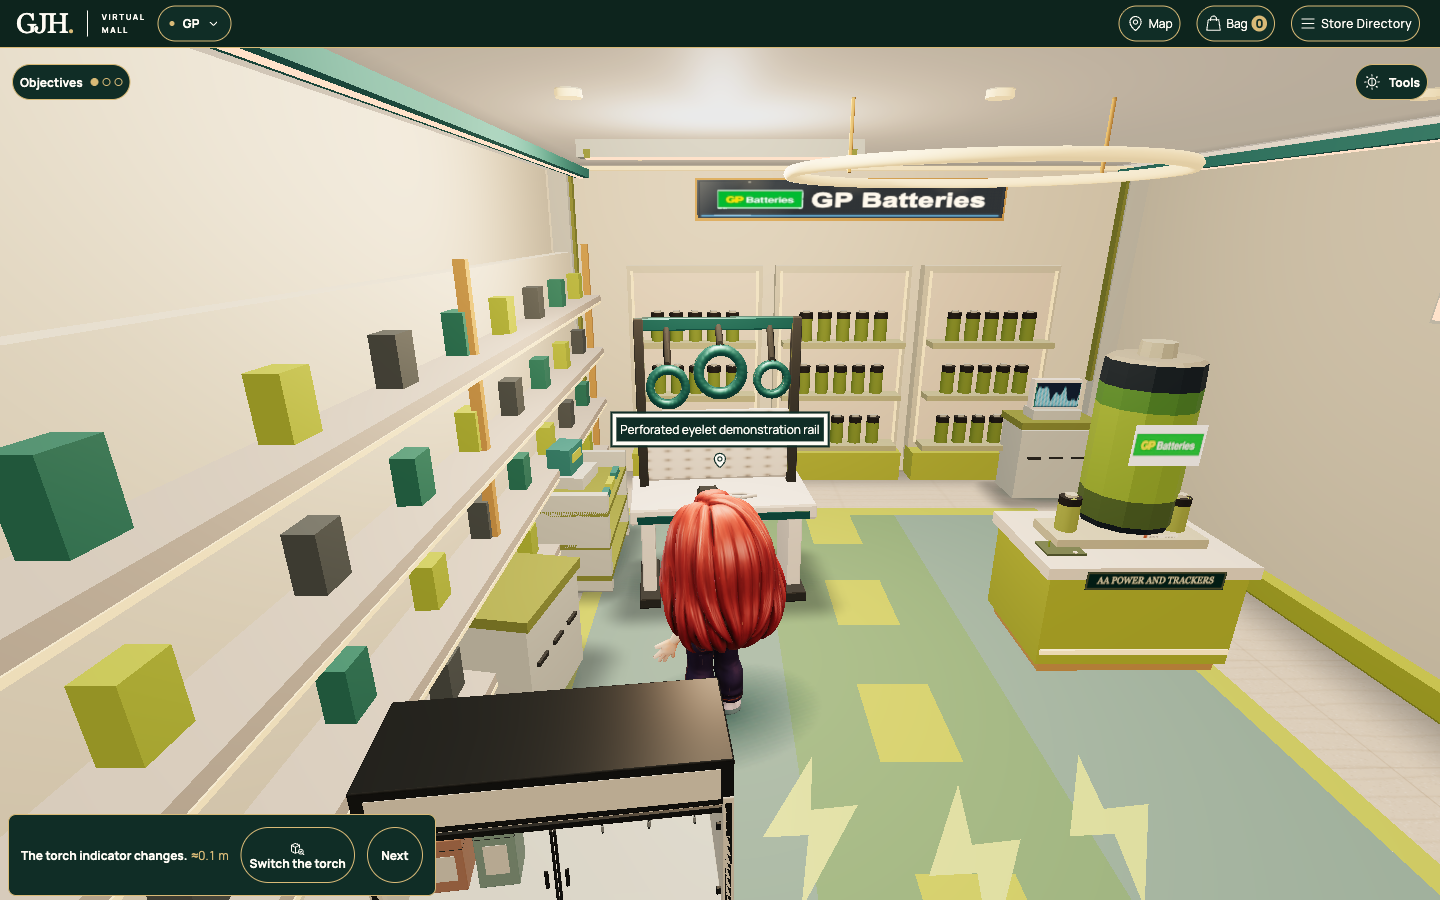 GJH.
VIRTUAL
MALL
GP
Map
Bag 0
Store Directory
Objectives
Tools
GP Batteries GP Batteries
Perforated eyelet demonstration rail
GP Batteries
AA POWER AND TRACKERS
The torch indicator changes. ≈0.1 m
Switch the torch
Next